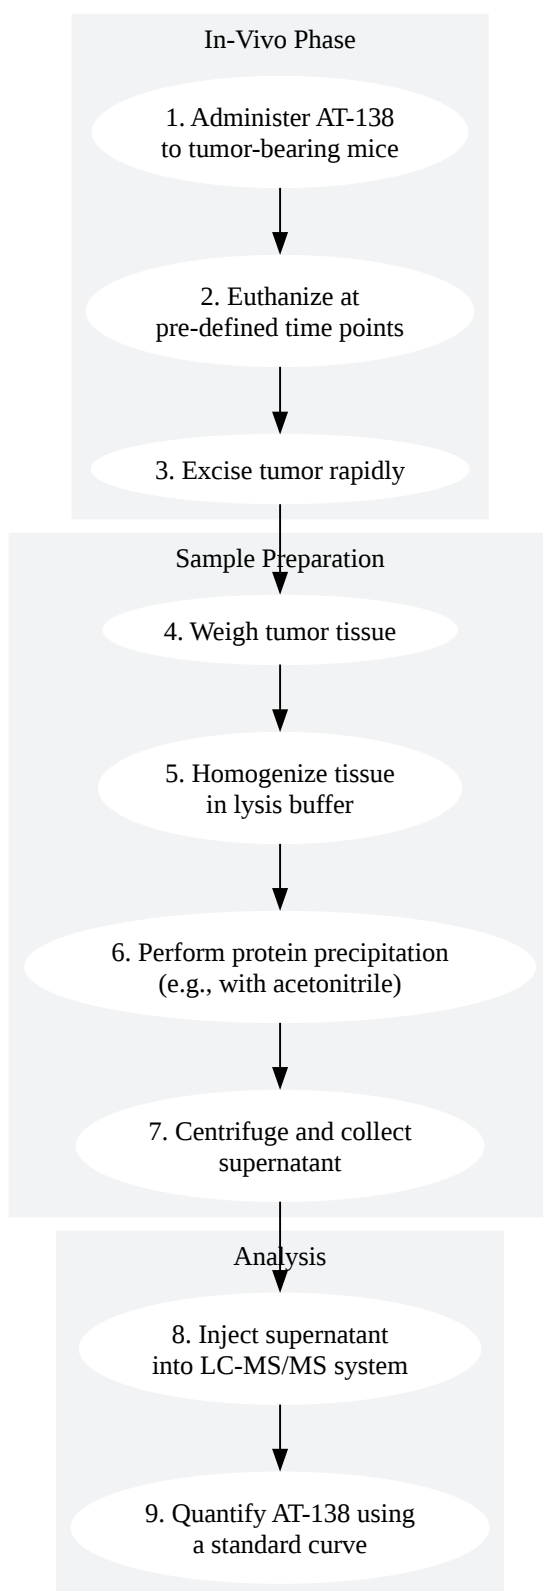 In-Vivo Phase
1. Administer AT-138
to tumor-bearing mice
2. Euthanize at
pre-defined time points
3. Excise tumor rapidly
Sample Preparation
4. Weigh tumor tissue
5. Homogenize tissue
in lysis buffer
6. Perform protein precipitation
(e.g., with acetonitrile)
7. Centrifuge and collect
supernatant
Analysis
8. Inject supernatant
into LC-MS/MS system
9. Quantify AT-138 using
a standard curve